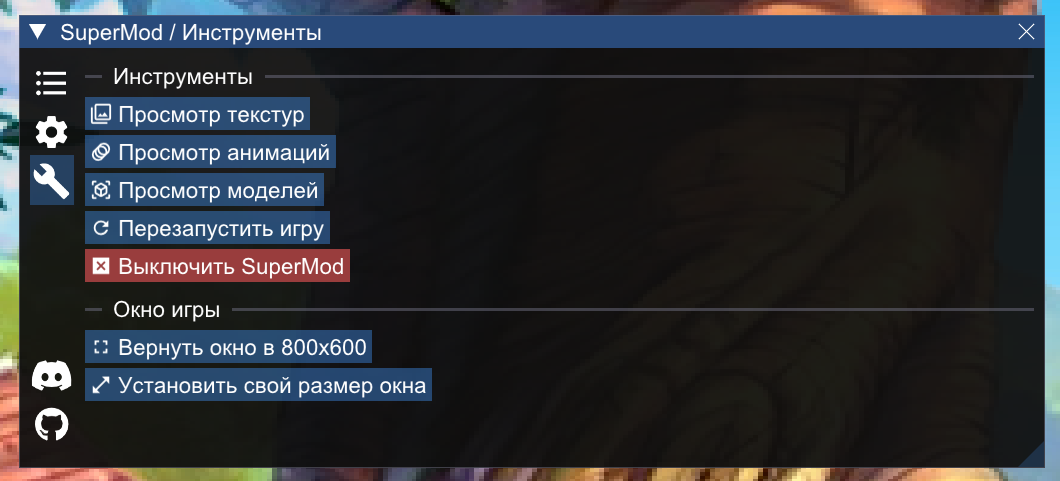 SuperMod / Инструменты
Инструменты
Просмотр текстур
Просмотр анимаций
Просмотр моделей
Перезапустить игру
Выключить SuperMod
Окно игры
Вернуть окно в 800x600
Установить свой размер окна